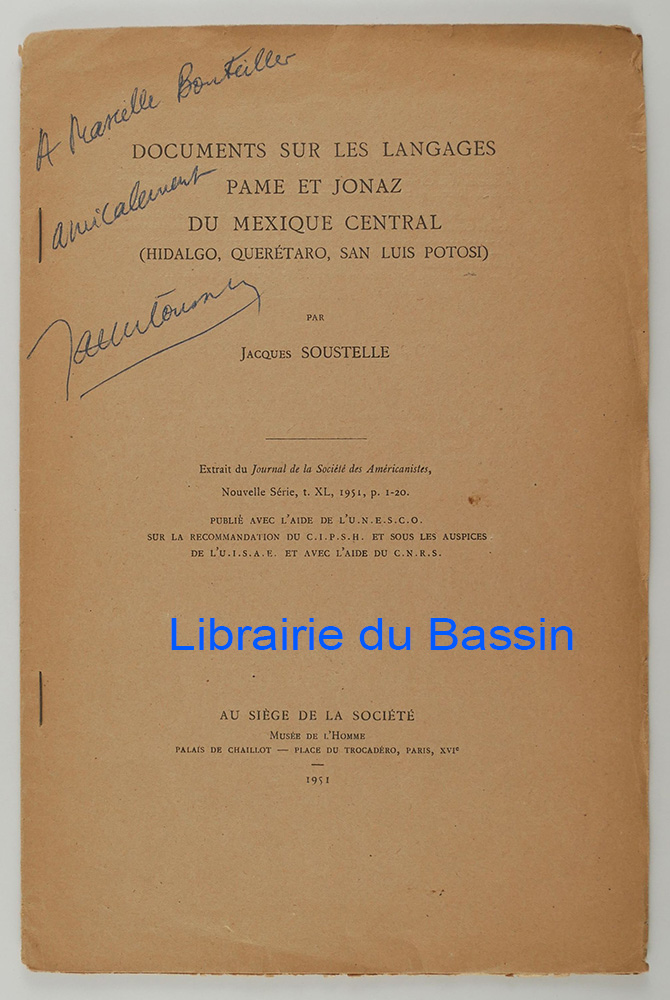 A Marcelle Bouteiller
amicalement
DOCUMENTS SUR LES LANGAGES
PAME ET JONAZ
DU MEXIQUE CENTRAL
(HIDALGO, QUERÉTARO, SAN LUIS POTOSI)
PAR
JACQUES SOUSTELLE
Extrait du Journal de la Société des Américanistes,
Nouvelle Série, t. XL, 1951, p. 1-20.
PUBLIÉ AVEC L'AIDE DE L'U.N.E.S.C.O.
SUR LA RECOMMANDATION DU C.I.P.S.H. ET SOUS LES AUSPICES
DE L'U.I.S.A.E. ET AVEC L'AIDE DU C.N.R.S.
Librairie du Bassin
AU SIÈGE DE LA SOCIÉTÉ
MUSÉE DE L'HOMME
PALAIS DE CHAILLOT — PLACE DU TROCADÉRO, PARIS, XVIe
1951